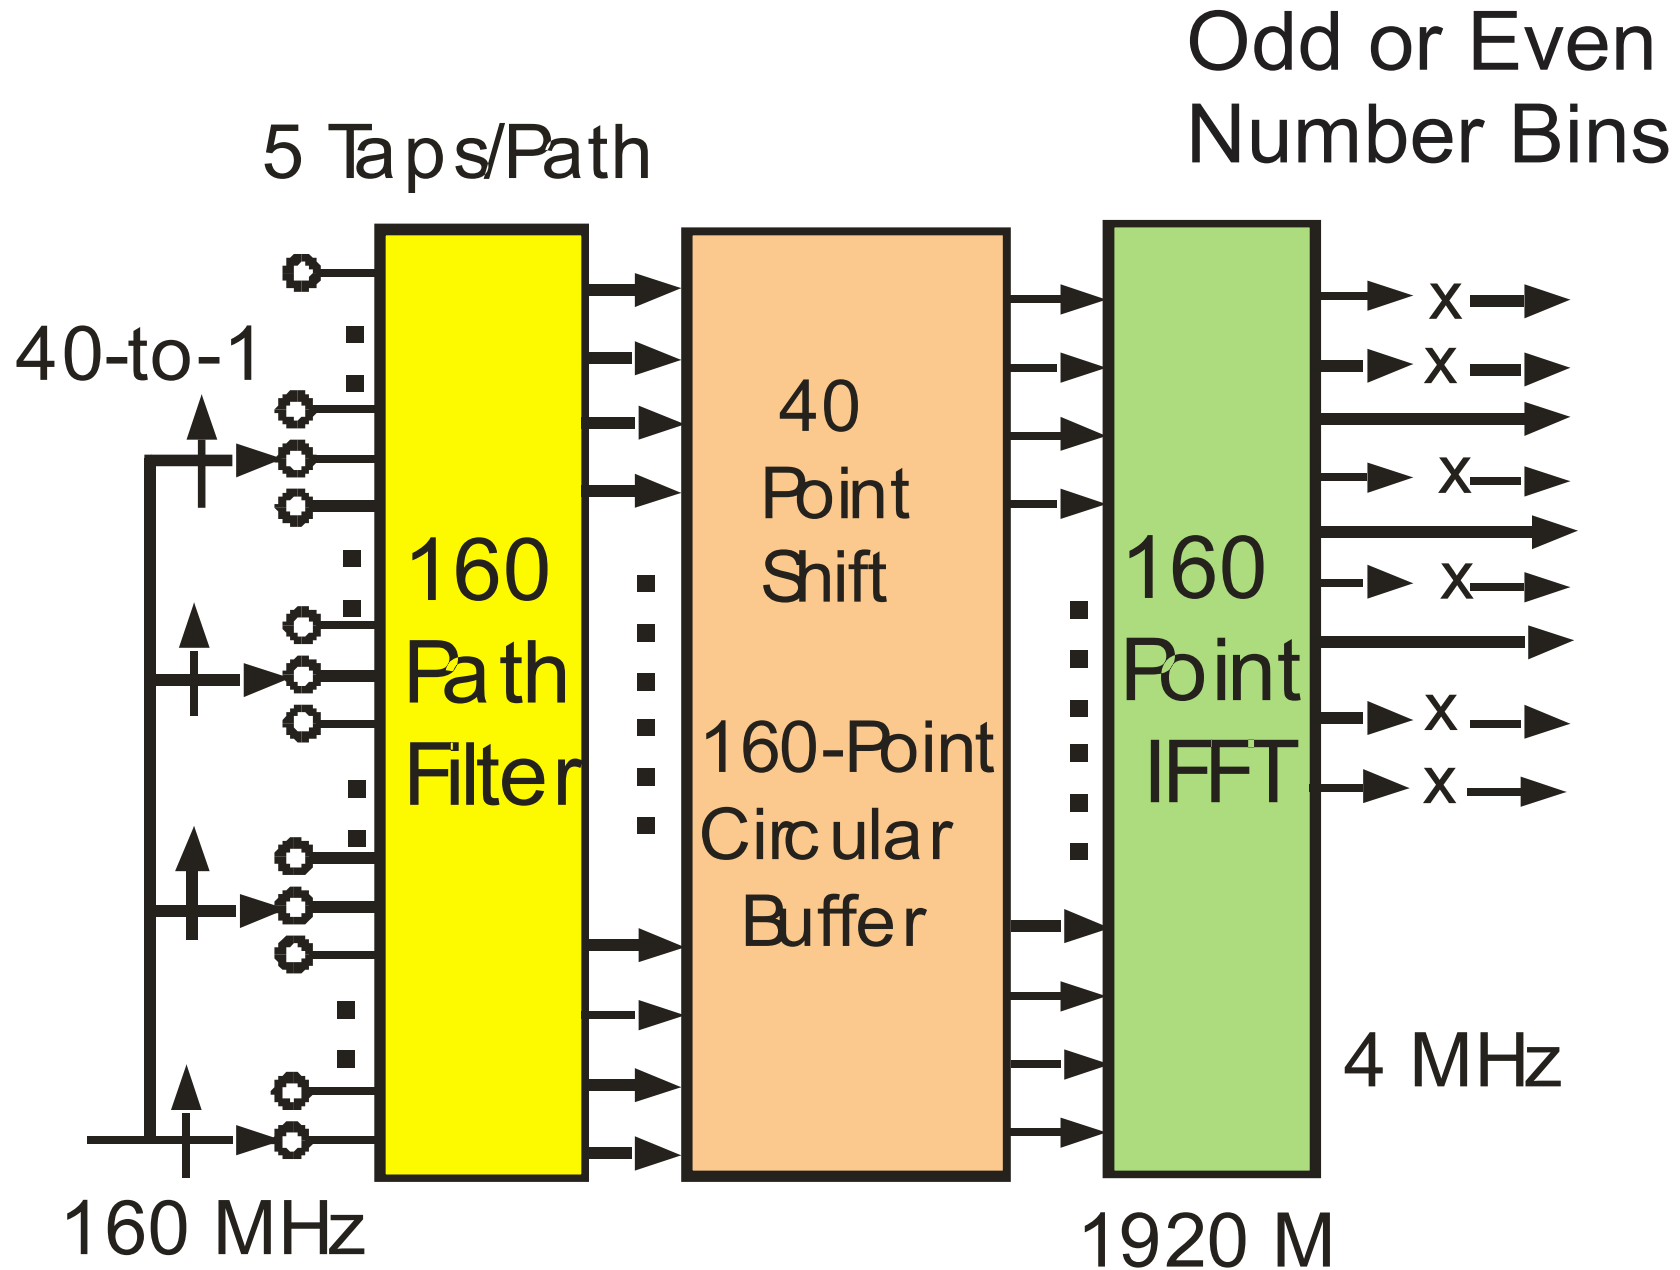 Odd or Even
Number Bins
5 Taps/Path
40-to-1
160
Path
Filter
40
Point
Shift
160-Point
Circular
Buffer
160
Point
IFFT
x
x
x
x
x
x
4 MHz
160 MHz
1920 M